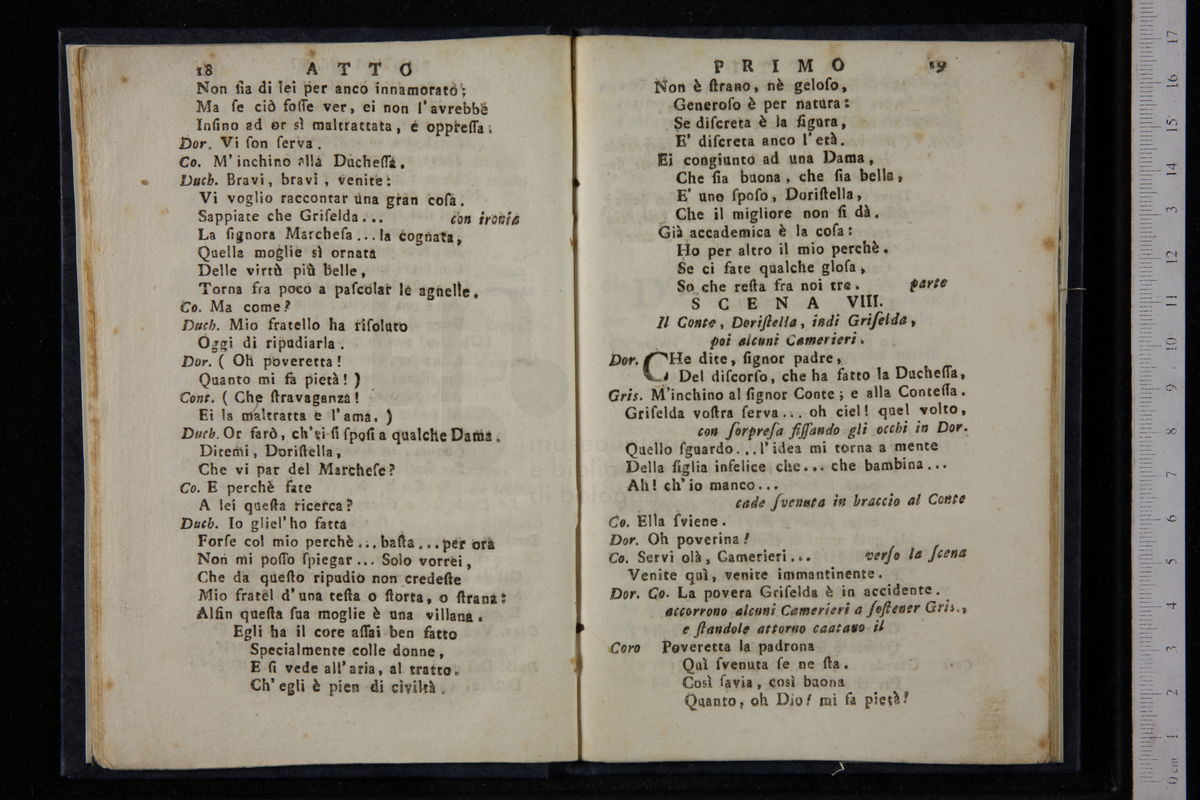 18 A T T O
Non ſia di lei per anco innamorato;
Ma ſe ciò foſſe ver, ei non l'avrebbe
Inſino ad or sì maltrattata, e oppreſſa.
Dor. Vi ſon ſerva.
Co. M'inchino alla Ducheſſa.
Duch. Bravi, bravi, venite:
Vi voglio raccontar una gran coſa.
Sappiate che Griſelda... con ironia
La ſignora Marcheſa...la cognata,
Quella moglie sì ornata
Delle virtù più belle,
Torna fra poco a paſcolar le agnelle.
Co. Ma come?
Duch. Mio fratello ha riſoluto
Oggi di ripudiarla.
Dor. ( Oh poveretta!
Quanto mi fa pietà! )
Cont. ( Che ſtravaganza!
Ei la maltratta e l'ama. )
Duch. Or farò, ch'ei ſi ſpoſi a qualche Dama.
Ditemi, Doriſtella,
Che vi par del Marcheſe?
Co. E perchè fate
A lei queſta ricerca?
Duch. Io gliel'ho fatta
Forſe col mio perchè...baſta...per ora
Non mi poſſo ſpiegar... Solo vorrei,
Che da queſto ripudio non credeſte
Mio fratel d'una teſta o ſtorta, o ſtrana:
Alfin queſta ſua moglie è una villana.
Egli ha il core aſſai ben fatto
Specialmente colle donne,
E ſi vede all'aria, al tratto.
Ch'egli è pien di civiltà.
P R I M O 19
Non è ſtrano, nè geloſo,
Generoſo è per natura:
Se diſcreta è la figura,
E' diſcreta anco l'età.
Ei congiunto ad una Dama,
Che ſia buona, che ſia bella,
E' uno ſpoſo, Doriſtella,
Che il migliore non ſi dà.
Già accademica è la coſa:
Ho per altro il mio perchè.
Se ci fate qualche gloſa,
So che reſta fra noi tre. parte
S C E N A VIII.
Il Conte, Doriſtella, indi Griſelda,
poi alcuni Camerieri.
Dor. CHe dite, ſignor padre,
Del diſcorſo, che ha fatto la Ducheſſa,
Gris. M'inchino al ſignor Conte; e alla Conteſſa.
Griſelda voſtra ſerva... oh ciel! quel volto,
con ſorpreſa fiſſando gli occhi in Dor.
Quello ſguardo...l'idea mi torna a mente
Della figlia infelice che... che bambina...
Ah! ch'io manco...
cade ſvenuta in braccio al Conte
Co. Ella ſviene.
Dor. Oh poverina!
Co. Servi olà, Camerieri... verſo la ſcena
Venite quì, venite immantinente.
Dor. Co. La povera Griſelda è in accidente.
accorrono alcuni Camerieri a ſoſtener Gris.,
e ſtandole attorno cantano il
Coro Poveretta la padrona
Quì ſvenuta ſe ne ſta.
Così ſavia, così buona
Quanto, oh Dio! mi fa pietà!